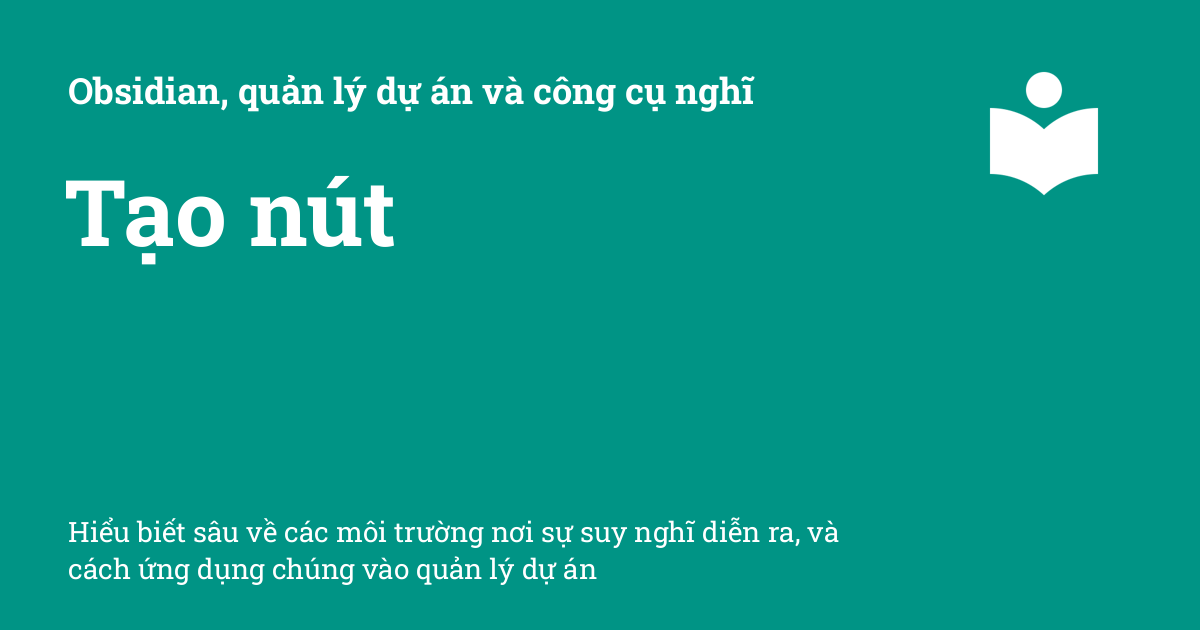 Obsidian, quản lý dự án và công cụ nghĩ
Tạo nút
Hiểu biết sâu về các môi trường nơi sự suy nghĩ diễn ra, và
cách ứng dụng chúng vào quản lý dự án